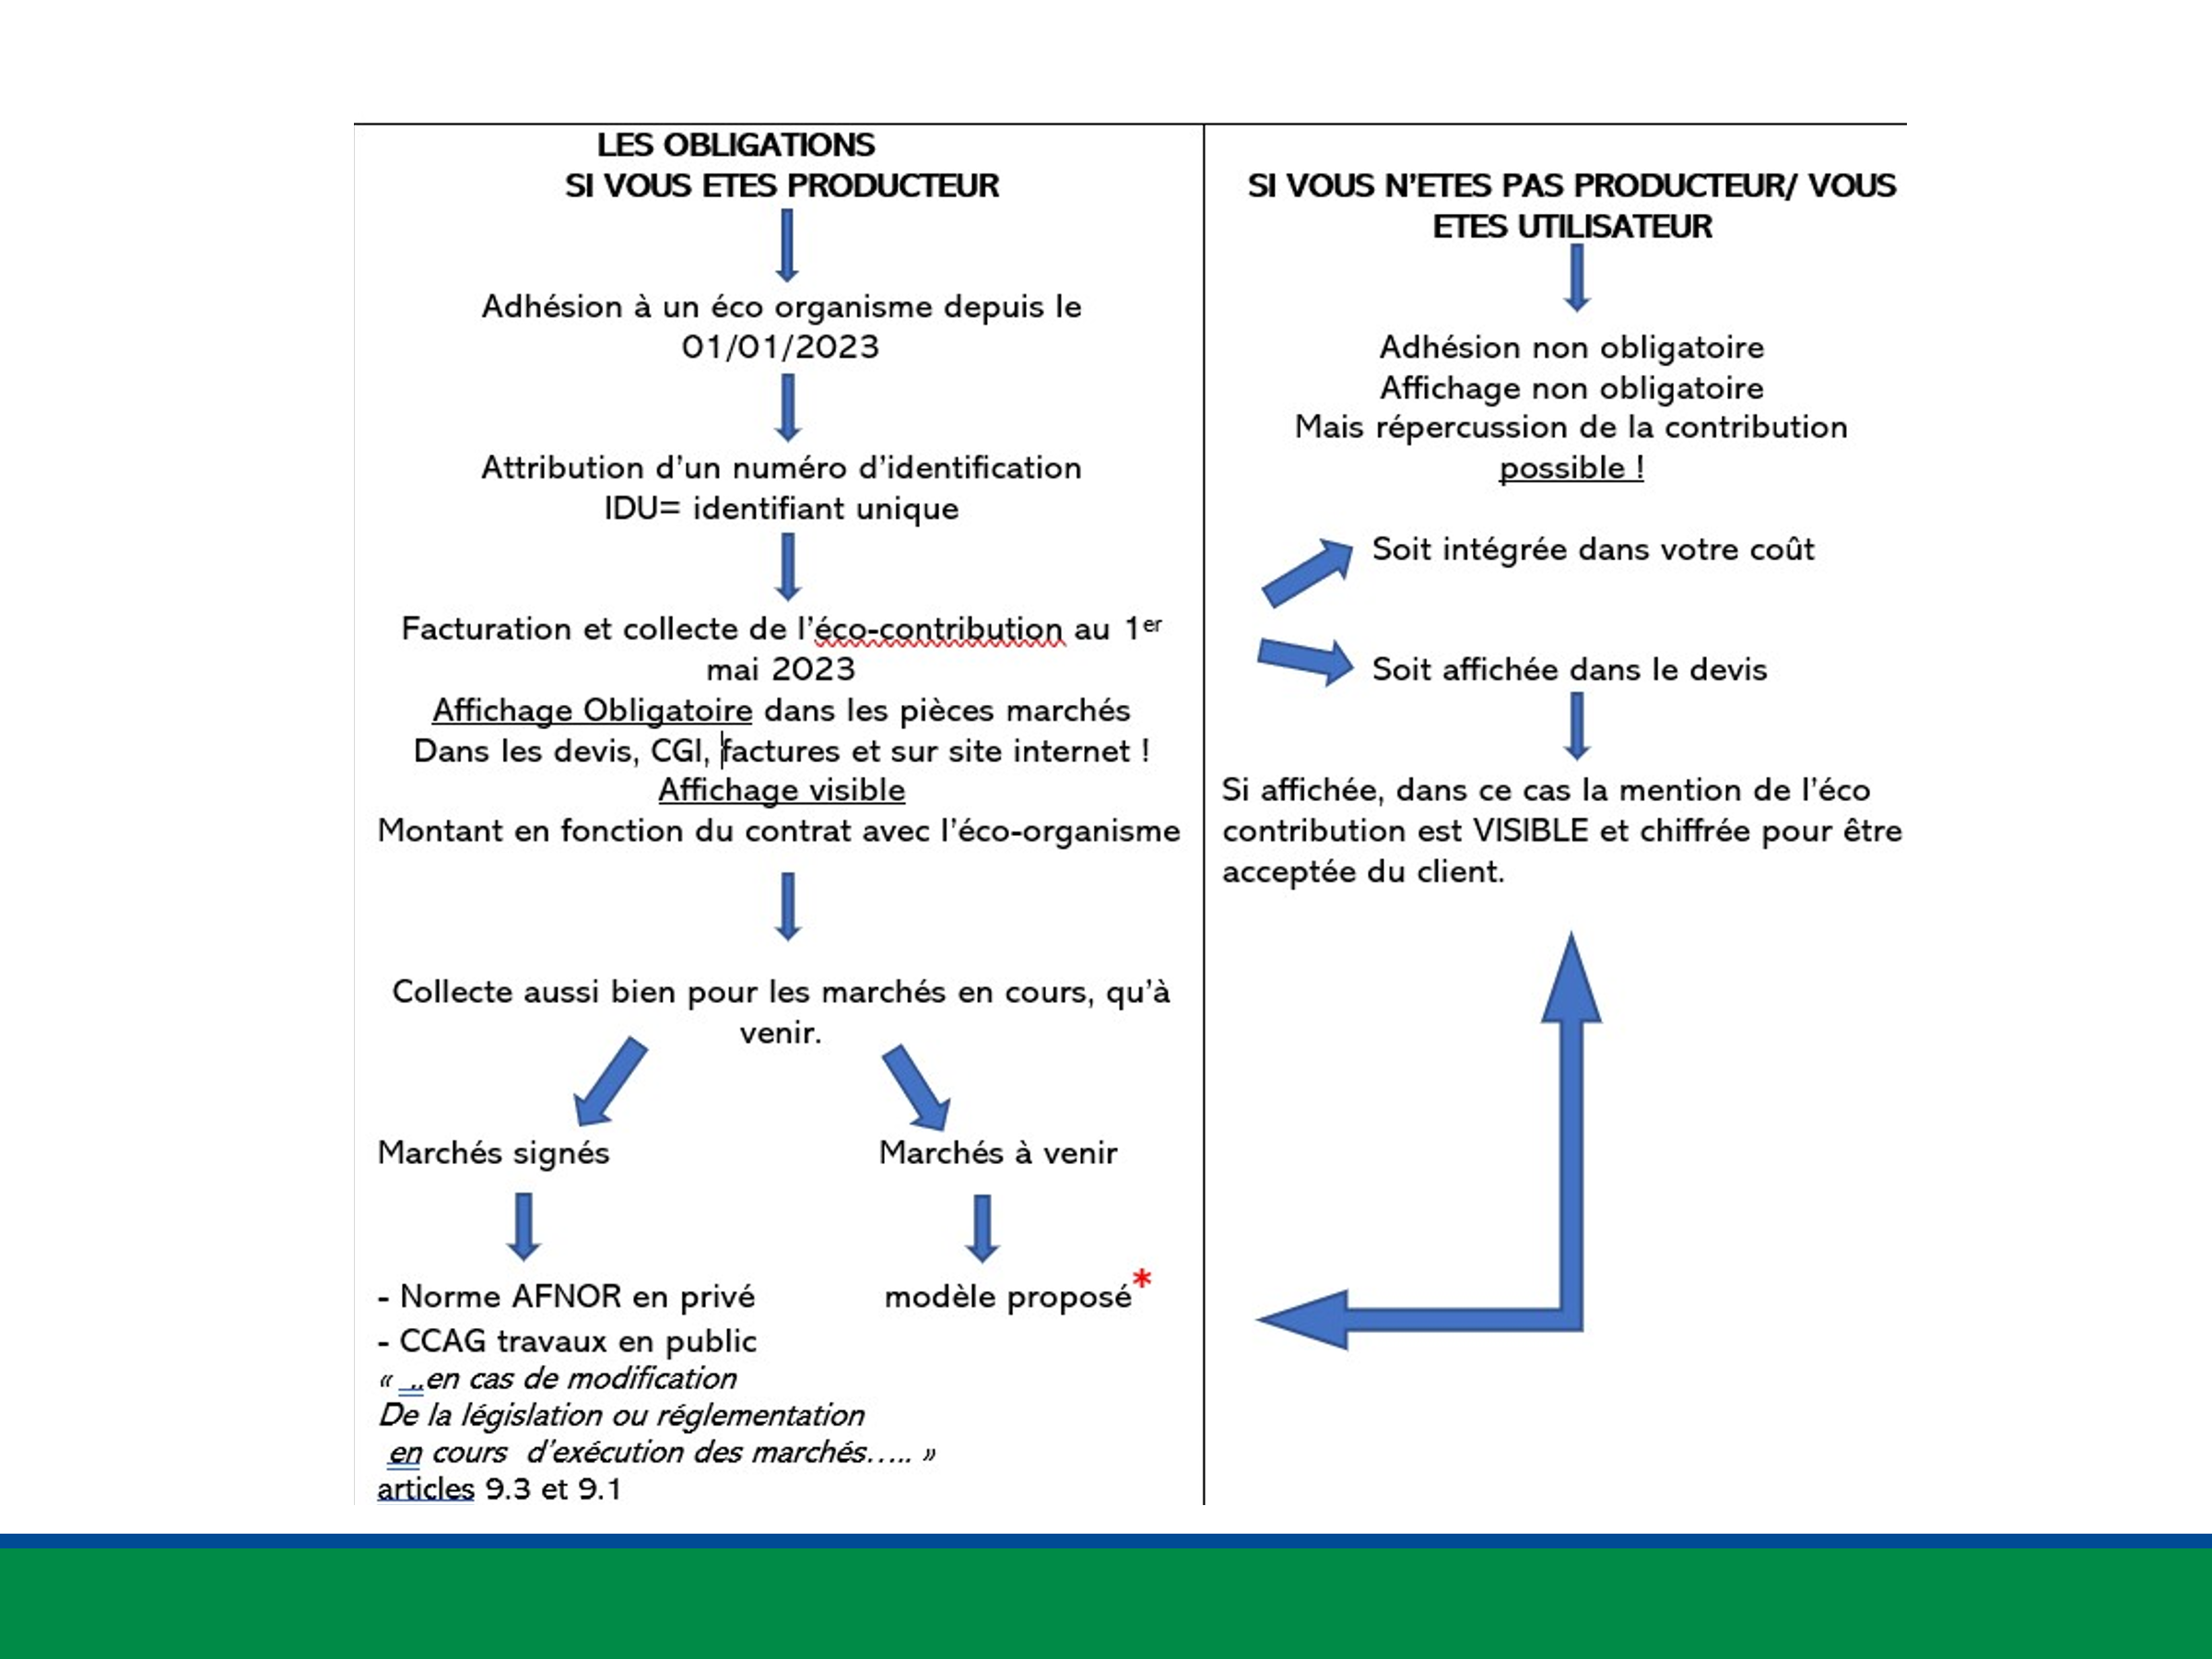 LES OBLIGATIONS
SI VOUS ETES PRODUCTEUR
Adhésion à un éco organisme depuis le
01/01/2023
Attribution d'un numéro d'identification
IDU= identifiant unique
Facturation et collecte de l'éco-contribution au 1er
mai 2023
Affichage Obligatoire dans les pièces marchés
Dans les devis, CGI, factures et sur site internet !
Affichage visible
Montant en fonction du contrat avec l'éco-organisme
Collecte aussi bien pour les marchés en cours, qu'à
venir.
Marchés signés
Marchés à venir
- Norme AFNOR en privé
modèle proposé*
- CCAG travaux en public
« ..en cas de modification
De la législation ou réglementation
en cours d'exécution des marchés….. »
articles 9.3 et 9.1
SI VOUS N'ETES PAS PRODUCTEUR/ VOUS
ETES UTILISATEUR
Adhésion non obligatoire
Affichage non obligatoire
Mais répercussion de la contribution
possible !
Soit intégrée dans votre coût
Soit affichée dans le devis
Si affichée, dans ce cas la mention de l'éco
contribution est VISIBLE et chiffrée pour être
acceptée du client.